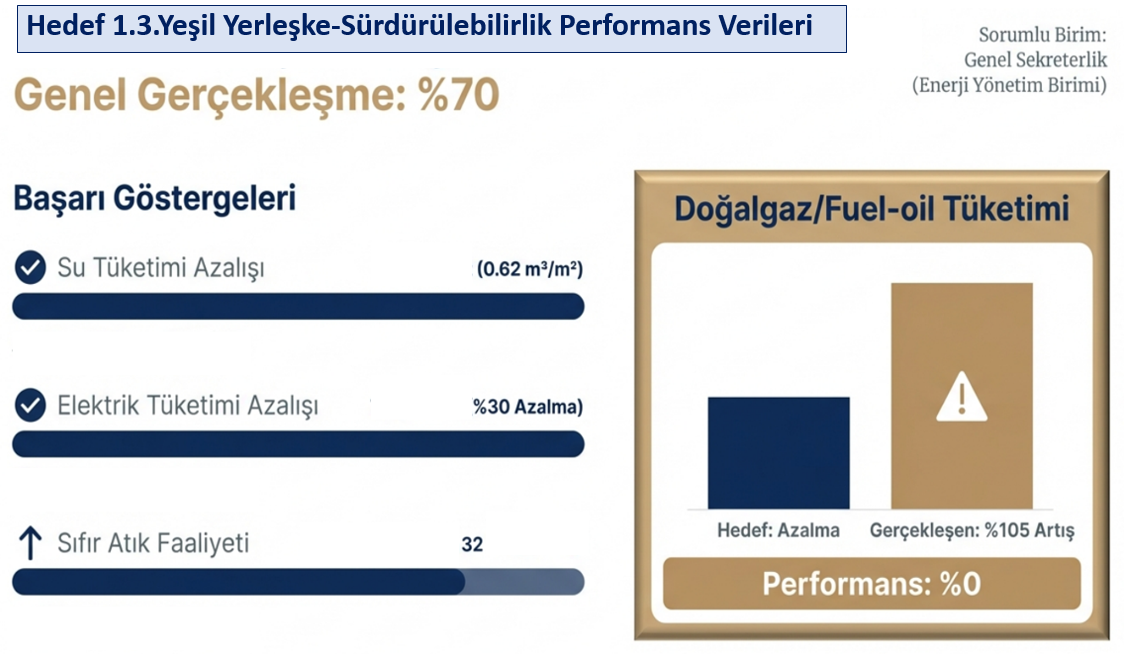 Hedef 1.3.Yeşil Yerleşke-Sürdürülebilirlik Performans Verileri
Sorumlu Birim:
Genel Sekreterlik
(Enerji Yönetim Birimi)
Genel Gerçekleşme: %70
Başarı Göstergeleri
Su Tüketimi Azalışı (0.62 m³/m²)
Elektrik Tüketimi Azalışı %30 Azalma)
Sıfır Atık Faaliyeti 32
Doğalgaz/Fuel-oil Tüketimi
Hedef: Azalma Gerçekleşen: %105 Artış
Performans: %0